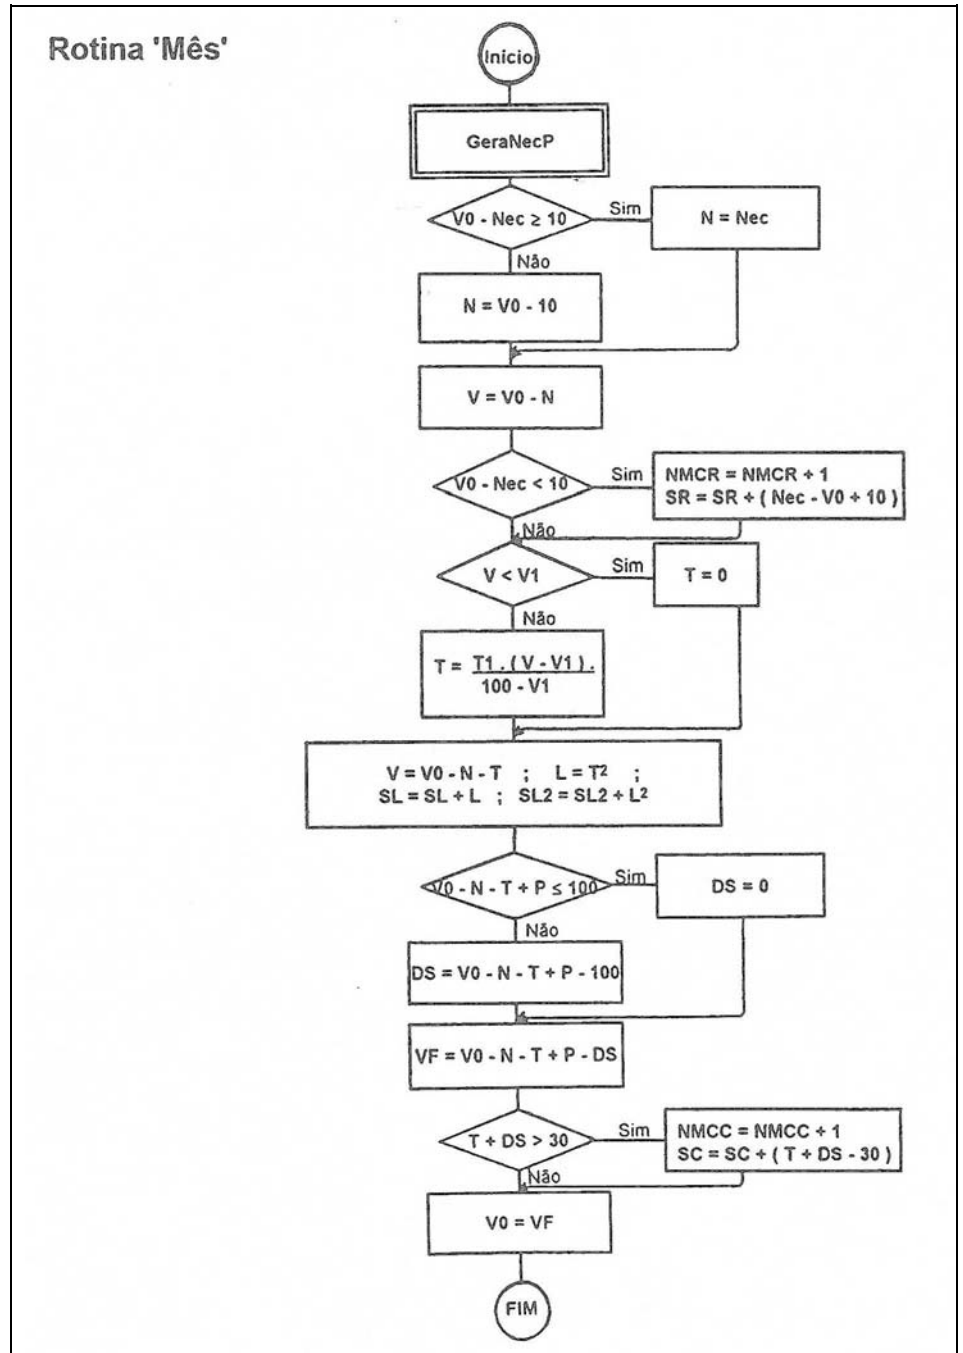 Rotina 'Mês'
Início
GeraNecP
V0 - Nec ≥ 10
Sim
N = Nec
Não
N = V0 - 10
V = V0 - N
V0 - Nec < 10
Sim
NMCR = NMCR + 1
SR = SR + ( Nec - V0 + 10 )
Não
V < V1
Sim
T = 0
Não
T = T1 . ( V - V1 ) .
100 - V1
V = V0 - N - T ; L = T² ;
SL = SL + L ; SL2 = SL2 + L²
V0 - N - T + P ≤ 100
Sim
DS = 0
Não
DS = V0 - N - T + P - 100
VF = V0 - N - T + P - DS
T + DS > 30
Sim
NMCC = NMCC + 1
SC = SC + ( T + DS - 30 )
Não
V0 = VF
FIM